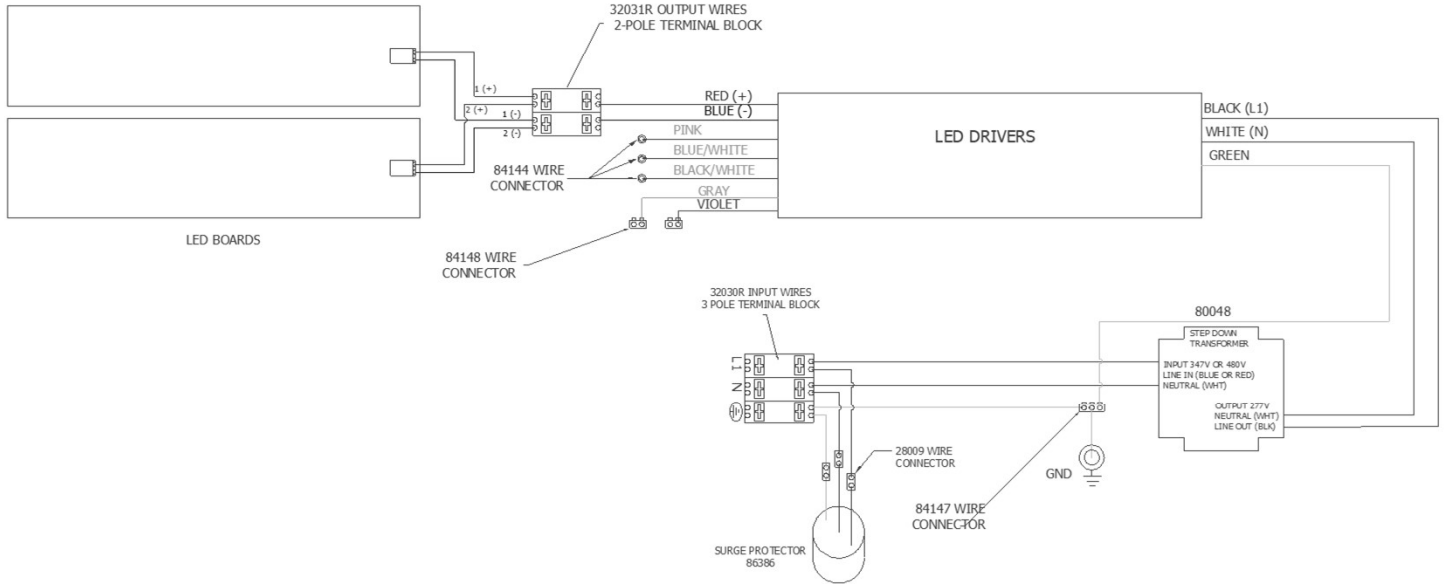 32031R OUTPUT WIRES
2-POLE TERMINAL BLOCK
1 (+)
2 (+)
1 (-)
2 (-)
RED (+)
BLUE (-)
PINK
BLUE/WHITE
BLACK/WHITE
GRAY
VIOLET
LED DRIVERS
BLACK (L1)
WHITE (N)
GREEN
84144 WIRE
CONNECTOR
LED BOARDS
84148 WIRE
CONNECTOR
32030R INPUT WIRES
3 POLE TERMINAL BLOCK
L1
N
80048
STEP DOWN
TRANSFORMER
INPUT 347V OR 480V
LINE IN (BLUE OR RED)
NEUTRAL (WHT)
OUTPUT 277V
NEUTRAL (WHT)
LINE OUT (BLK)
28009 WIRE
CONNECTOR
GND
84147 WIRE
CONNECTOR
SURGE PROTECTOR
86386